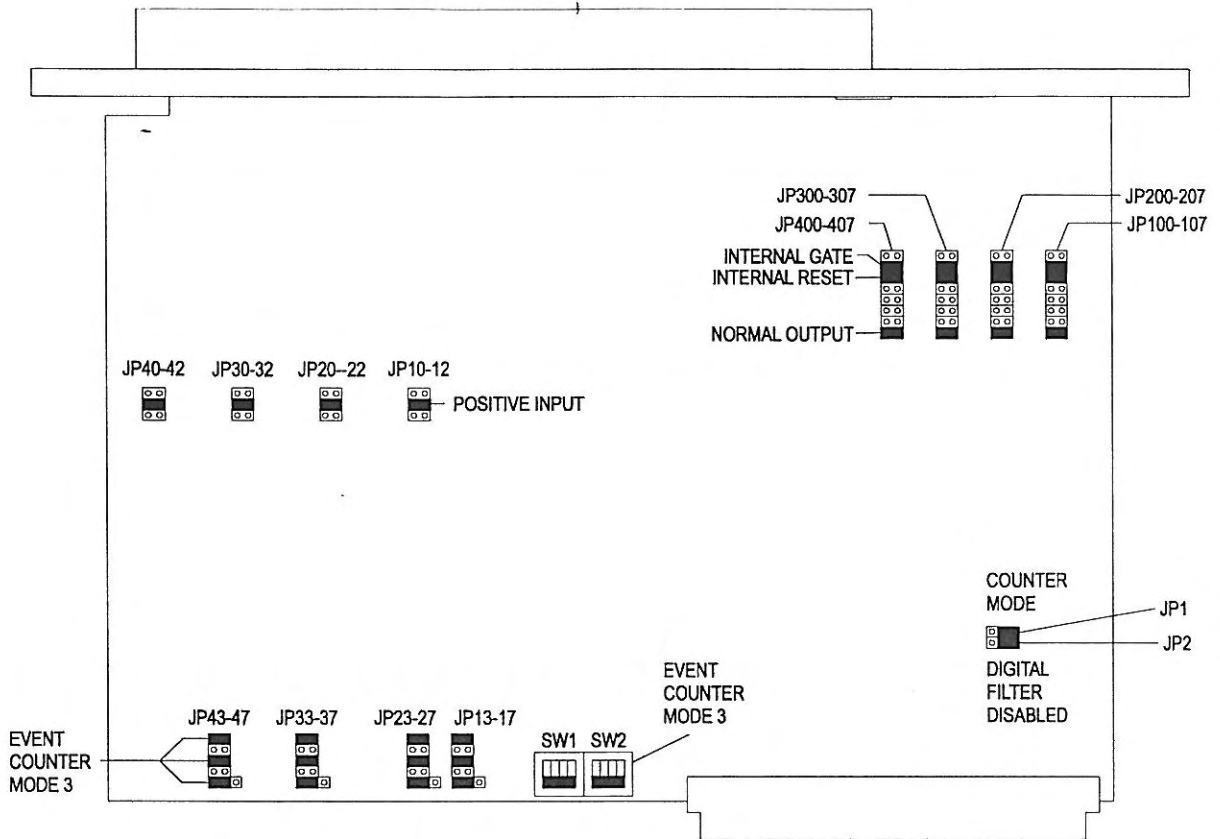 JP300-307
JP200-207
JP400-407
JP100-107
INTERNAL GATE
INTERNAL RESET
NORMAL OUTPUT
JP40-42
JP30-32
JP20--22
JP10-12
POSITIVE INPUT
COUNTER
MODE
JP1
JP2
DIGITAL
FILTER
DISABLED
EVENT
COUNTER
MODE 3
JP43-47
JP33-37
JP23-27
JP13-17
SW1
SW2
EVENT
COUNTER
MODE 3